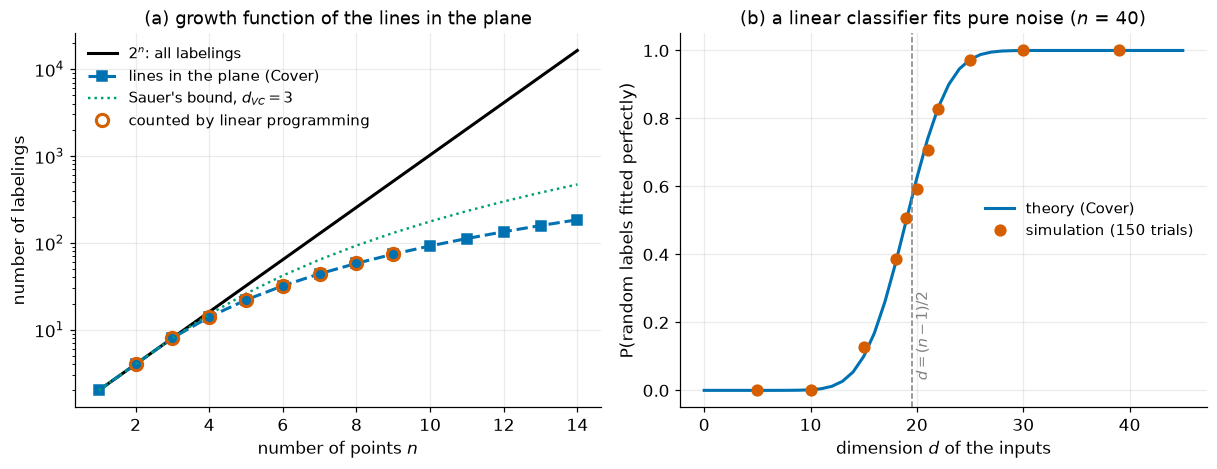 (a) growth function of the lines in the plane
2ⁿ: all labelings
lines in the plane (Cover)
Sauer's bound, d_VC = 3
counted by linear programming
number of labelings
10⁴
10³
10²
10¹
2 4 6 8 10 12 14
number of points n
(b) a linear classifier fits pure noise (n = 40)
P(random labels fitted perfectly)
1.0
0.8
0.6
0.4
0.2
0.0
theory (Cover)
simulation (150 trials)
d = (n − 1)/2
0 10 20 30 40
dimension d of the inputs